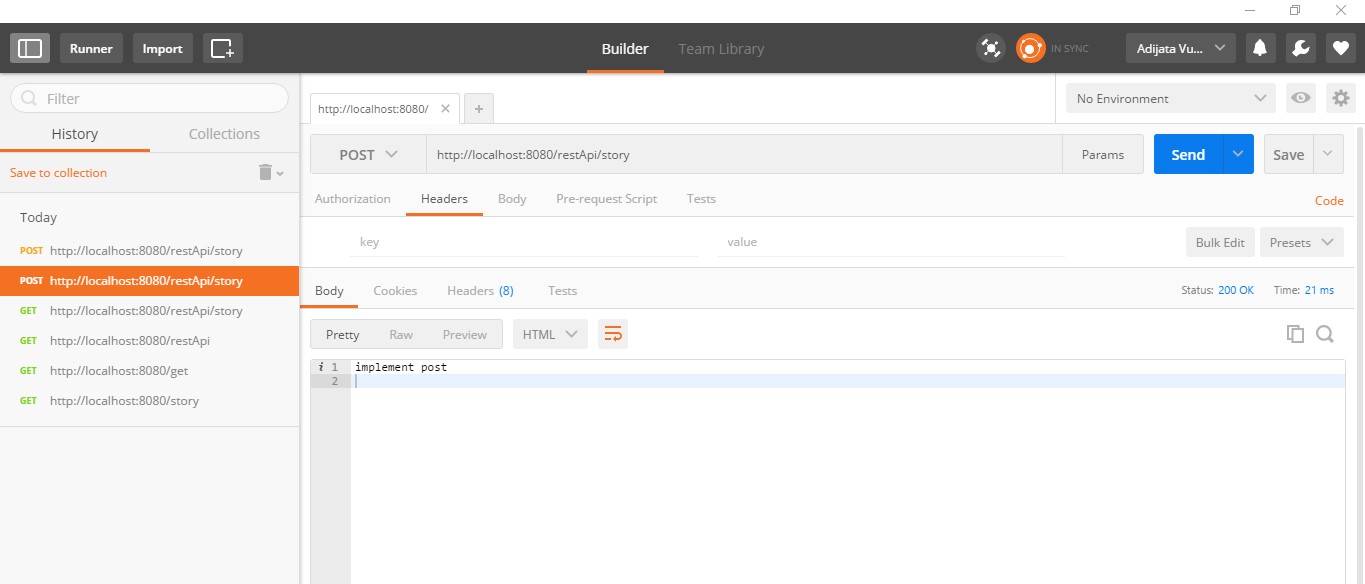 Runner Import Builder Team Library IN SYNC Adijata Vu...
Filter
http://localhost:8080/ No Environment
History Collections
POST http://localhost:8080/restApi/story Params Send Save
Save to collection
Authorization Headers Body Pre-request Script Tests Code
Today
key value Bulk Edit Presets
POST http://localhost:8080/restApi/story
POST http://localhost:8080/restApi/story
GET http://localhost:8080/restApi/story
GET http://localhost:8080/restApi
GET http://localhost:8080/get
GET http://localhost:8080/story
Body Cookies Headers (8) Tests Status: 200 OK Time: 21 ms
Pretty Raw Preview HTML
i 1 implement post
2